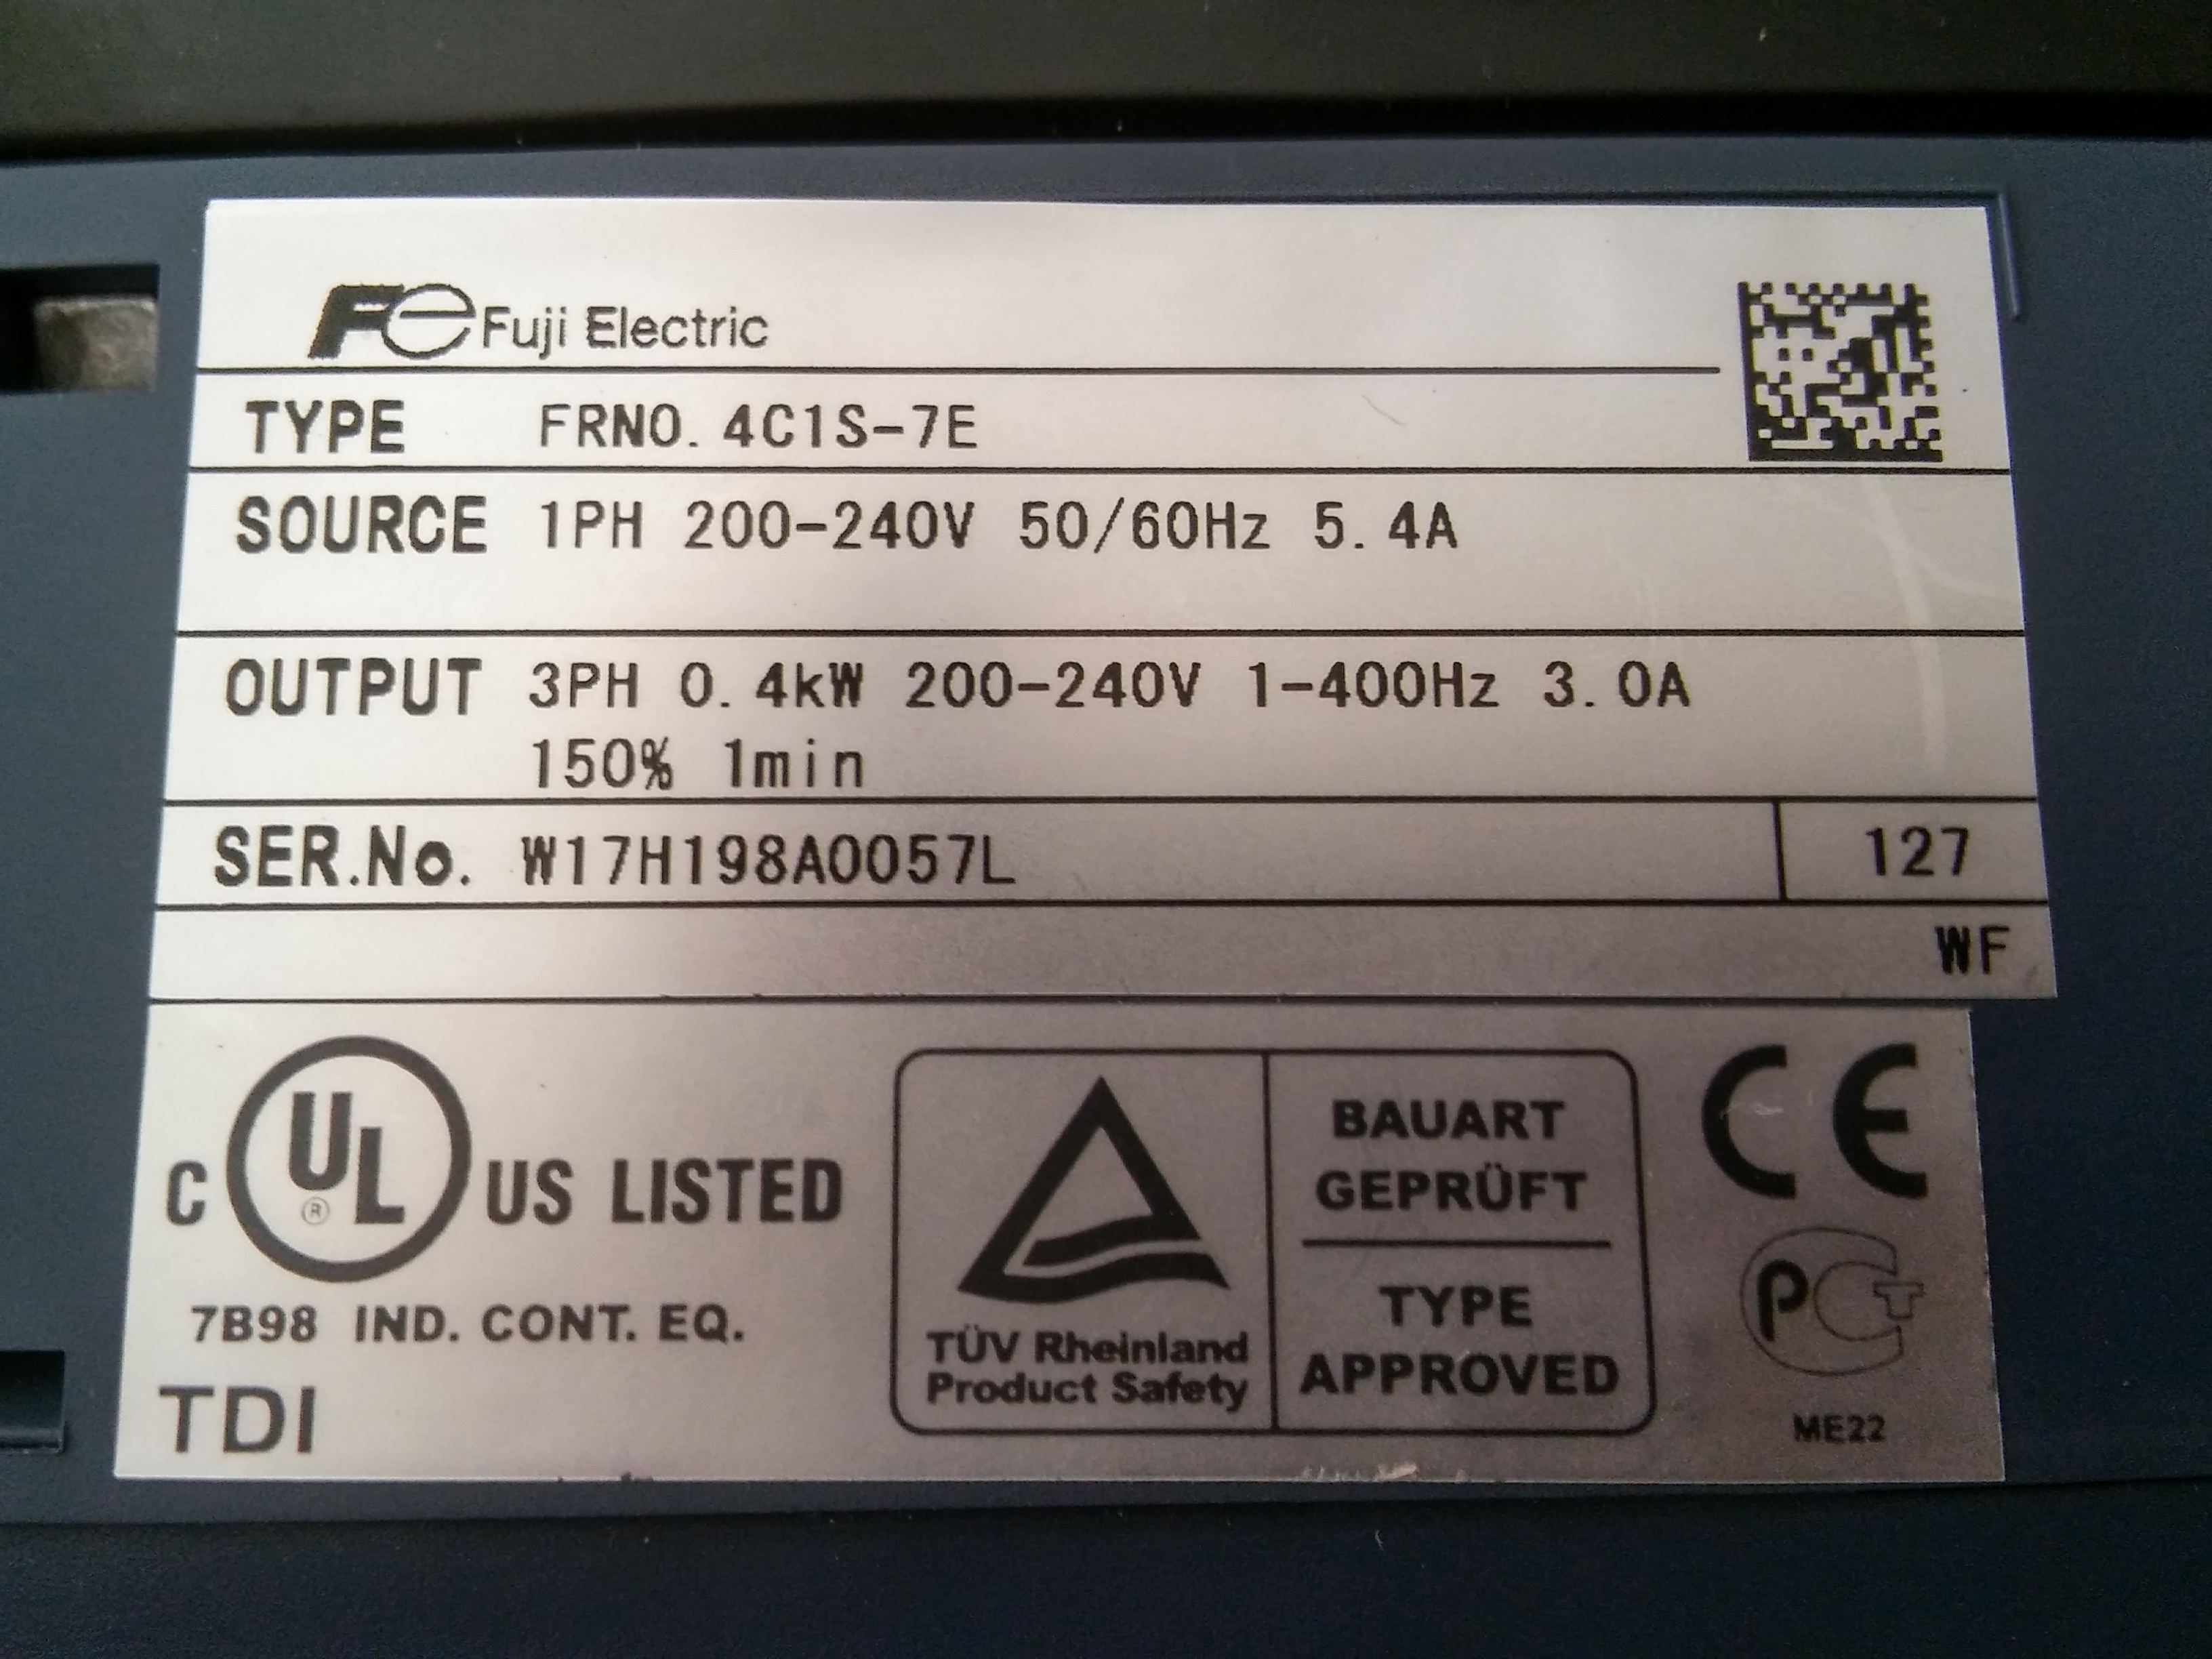 Fe Fuji Electric
TYPE FRN0.4C1S-7E
SOURCE 1PH 200-240V 50/60Hz 5.4A
OUTPUT 3PH 0.4kW 200-240V 1-400Hz 3.0A
150% 1min
SER.No. W17H198A0057L 127
WF
C UL ® US LISTED
7B98 IND. CONT. EQ.
TDI
TÜV Rheinland
Product Safety
BAUART
GEPRÜFT
TYPE
APPROVED
CE
PCT
ME22